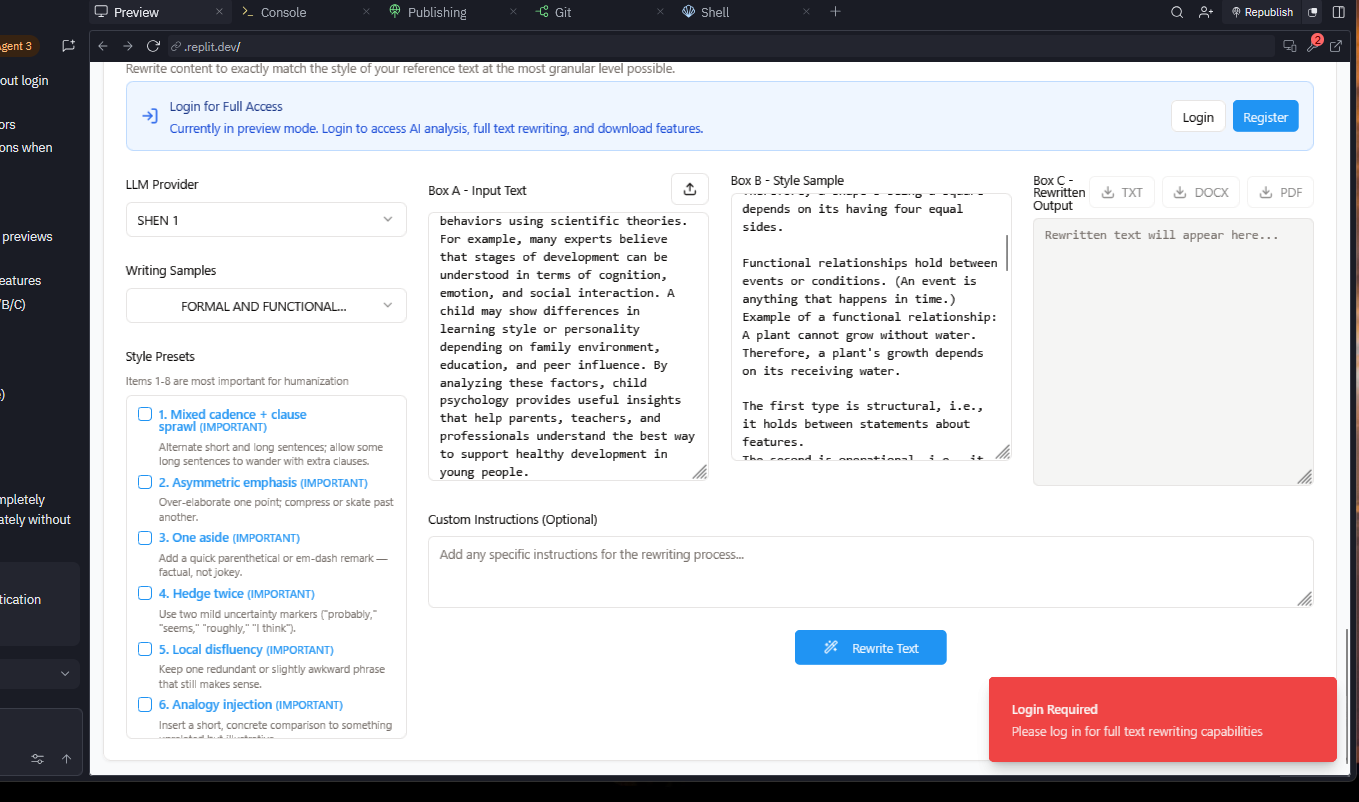 Preview
Console
Publishing
Git
Shell
Republish
Agent 3
.replit.dev/
2
out login
ors
ons when
previews
eatures
/B/C)
e)
mpletely
ately without
tication
Rewrite content to exactly match the style of your reference text at the most granular level possible.
Login for Full Access
Currently in preview mode. Login to access AI analysis, full text rewriting, and download features.
Login
Register
LLM Provider
SHEN 1
Writing Samples
FORMAL AND FUNCTIONAL...
Style Presets
Items 1-8 are most important for humanization
1. Mixed cadence + clause
sprawl (IMPORTANT)
Alternate short and long sentences; allow some
long sentences to wander with extra clauses.
2. Asymmetric emphasis (IMPORTANT)
Over-elaborate one point; compress or skate past
another.
3. One aside (IMPORTANT)
Add a quick parenthetical or em-dash remark —
factual, not jokey.
4. Hedge twice (IMPORTANT)
Use two mild uncertainty markers ("probably,"
"seems," "roughly," "I think").
5. Local disfluency (IMPORTANT)
Keep one redundant or slightly awkward phrase
that still makes sense.
6. Analogy injection (IMPORTANT)
Insert a short, concrete comparison to something
Box A - Input Text
behaviors using scientific theories.
For example, many experts believe
that stages of development can be
understood in terms of cognition,
emotion, and social interaction. A
child may show differences in
learning style or personality
depending on family environment,
education, and peer influence. By
analyzing these factors, child
psychology provides useful insights
that help parents, teachers, and
professionals understand the best way
to support healthy development in
young people.
Box B - Style Sample
depends on its having four equal
sides.
Functional relationships hold between
events or conditions. (An event is
anything that happens in time.)
Example of a functional relationship:
A plant cannot grow without water.
Therefore, a plant's growth depends
on its receiving water.
The first type is structural, i.e.,
it holds between statements about
features.
The second is operational, i.e., it
Box C -
Rewritten
Output
TXT
DOCX
PDF
Rewritten text will appear here...
Custom Instructions (Optional)
Add any specific instructions for the rewriting process...
Rewrite Text
Login Required
Please log in for full text rewriting capabilities